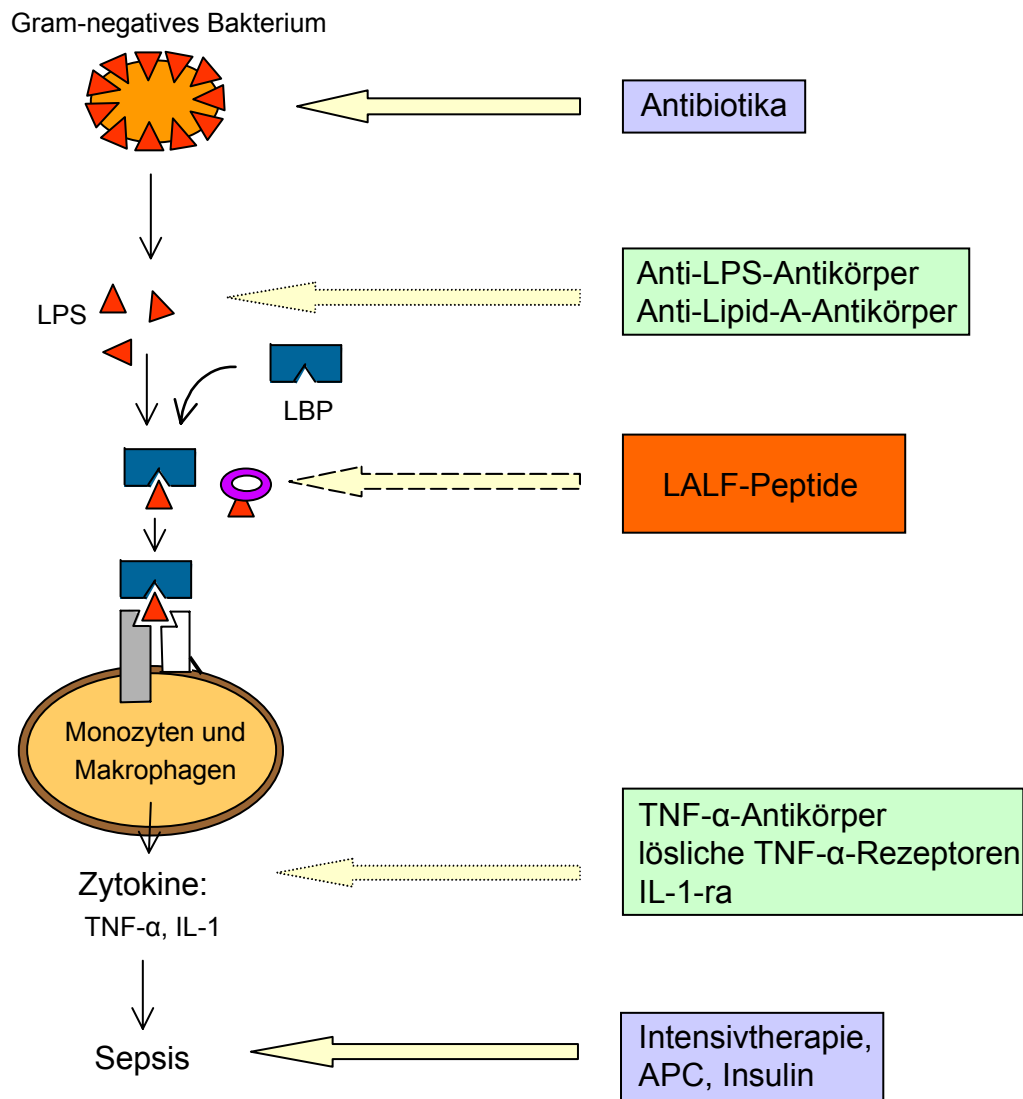 Gram-negatives Bakterium
Antibiotika
Anti-LPS-Antikörper
Anti-Lipid-A-Antikörper
LPS
LBP
LALF-Peptide
Monozyten und
Makrophagen
TNF-α-Antikörper
lösliche TNF-α-Rezeptoren
IL-1-ra
Zytokine:
TNF-α, IL-1
Intensivtherapie,
APC, Insulin
Sepsis